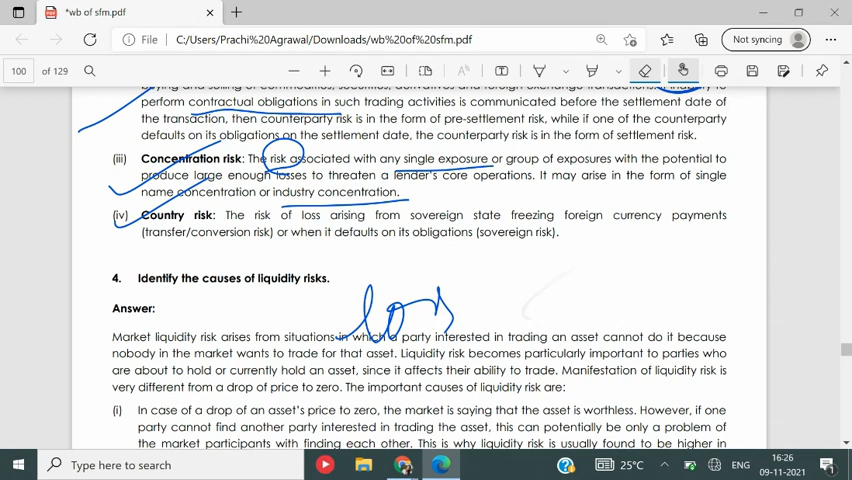 *wb of sfm.pdf
File
C:/Users/Prachi%20Agrawal/Downloads/wb%20of%sfm.pdf
Not syncing
100 of 129
perform contractual obligations in such trading activities is communicated before the settlement date of
the transaction, then counterparty risk is in the form of pre-settlement risk, while if one of the counterparty
defaults on its obligations on the settlement date, the counterparty risk is in the form of settlement risk.
(iii) Concentration risk: The risk associated with any single exposure or group of exposures with the potential to
produce large enough losses to threaten a lender's core operations. It may arise in the form of single
name concentration or industry concentration.
(iv) Country risk: The risk of loss arising from sovereign state freezing foreign currency payments
(transfer/conversion risk) or when it defaults on its obligations (sovereign risk).
4. Identify the causes of liquidity risks.
Answer:
Market liquidity risk arises from situations in which a party interested in trading an asset cannot do it because
nobody in the market wants to trade for that asset. Liquidity risk becomes particularly important to parties who
are about to hold or currently hold an asset, since it affects their ability to trade. Manifestation of liquidity risk is
very different from a drop of price to zero. The important causes of liquidity risk are:
(i) In case of a drop of an asset's price to zero, the market is saying that the asset is worthless. However, if one
party cannot find another party interested in trading the asset, this can potentially be only a problem of
the market participants with finding each other. This is why liquidity risk is usually found to be higher in
Type here to search
25°C
ENG
16:26
09-11-2021